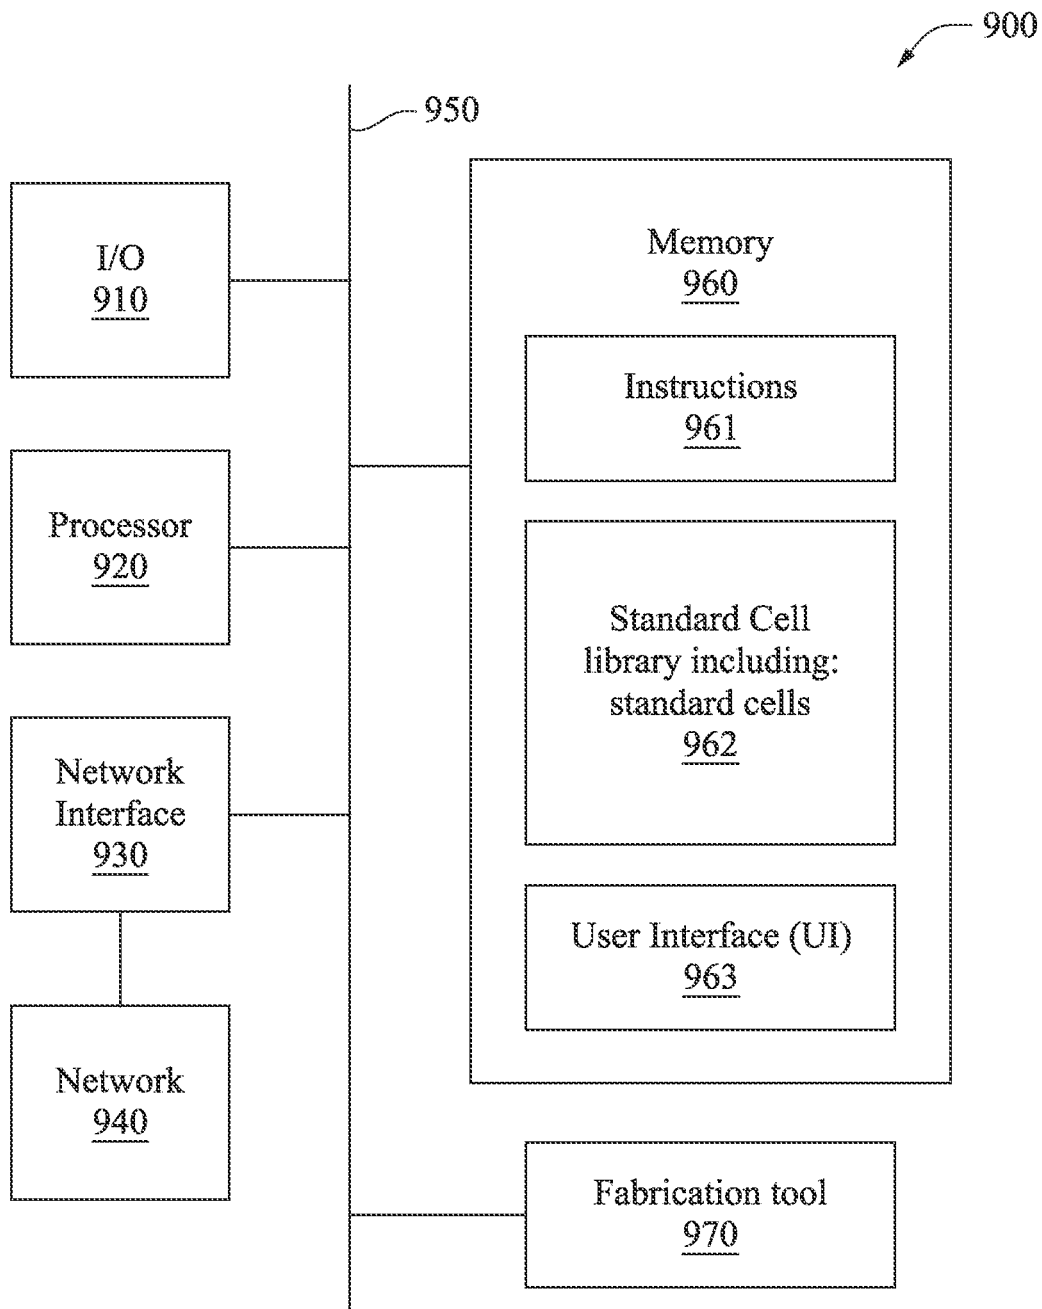 900
950
I/O
910
Processor
920
Network
Interface
930
Network
940
Memory
960
Instructions
961
Standard Cell
library including:
standard cells
962
User Interface (UI)
963
Fabrication tool
970